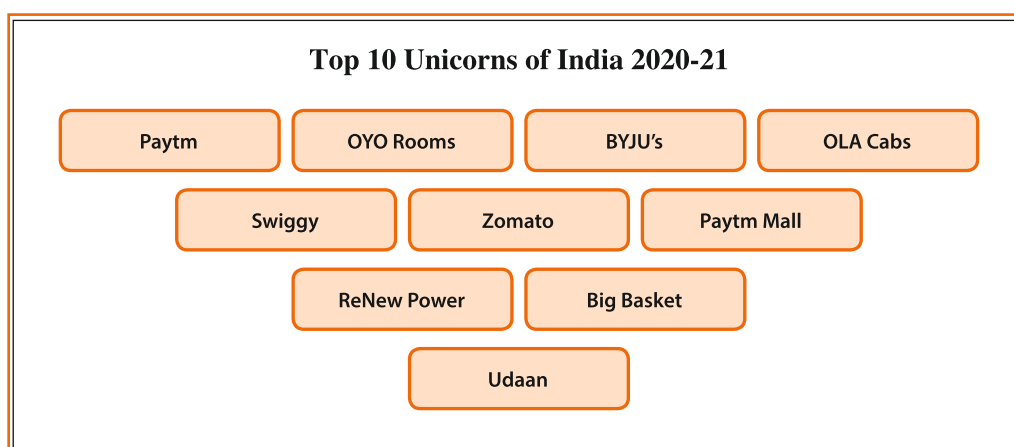 Top 10 Unicorns of India 2020-21
Paytm
OYO Rooms
BYJU's
OLA Cabs
Swiggy
Zomato
Paytm Mall
ReNew Power
Big Basket
Udaan